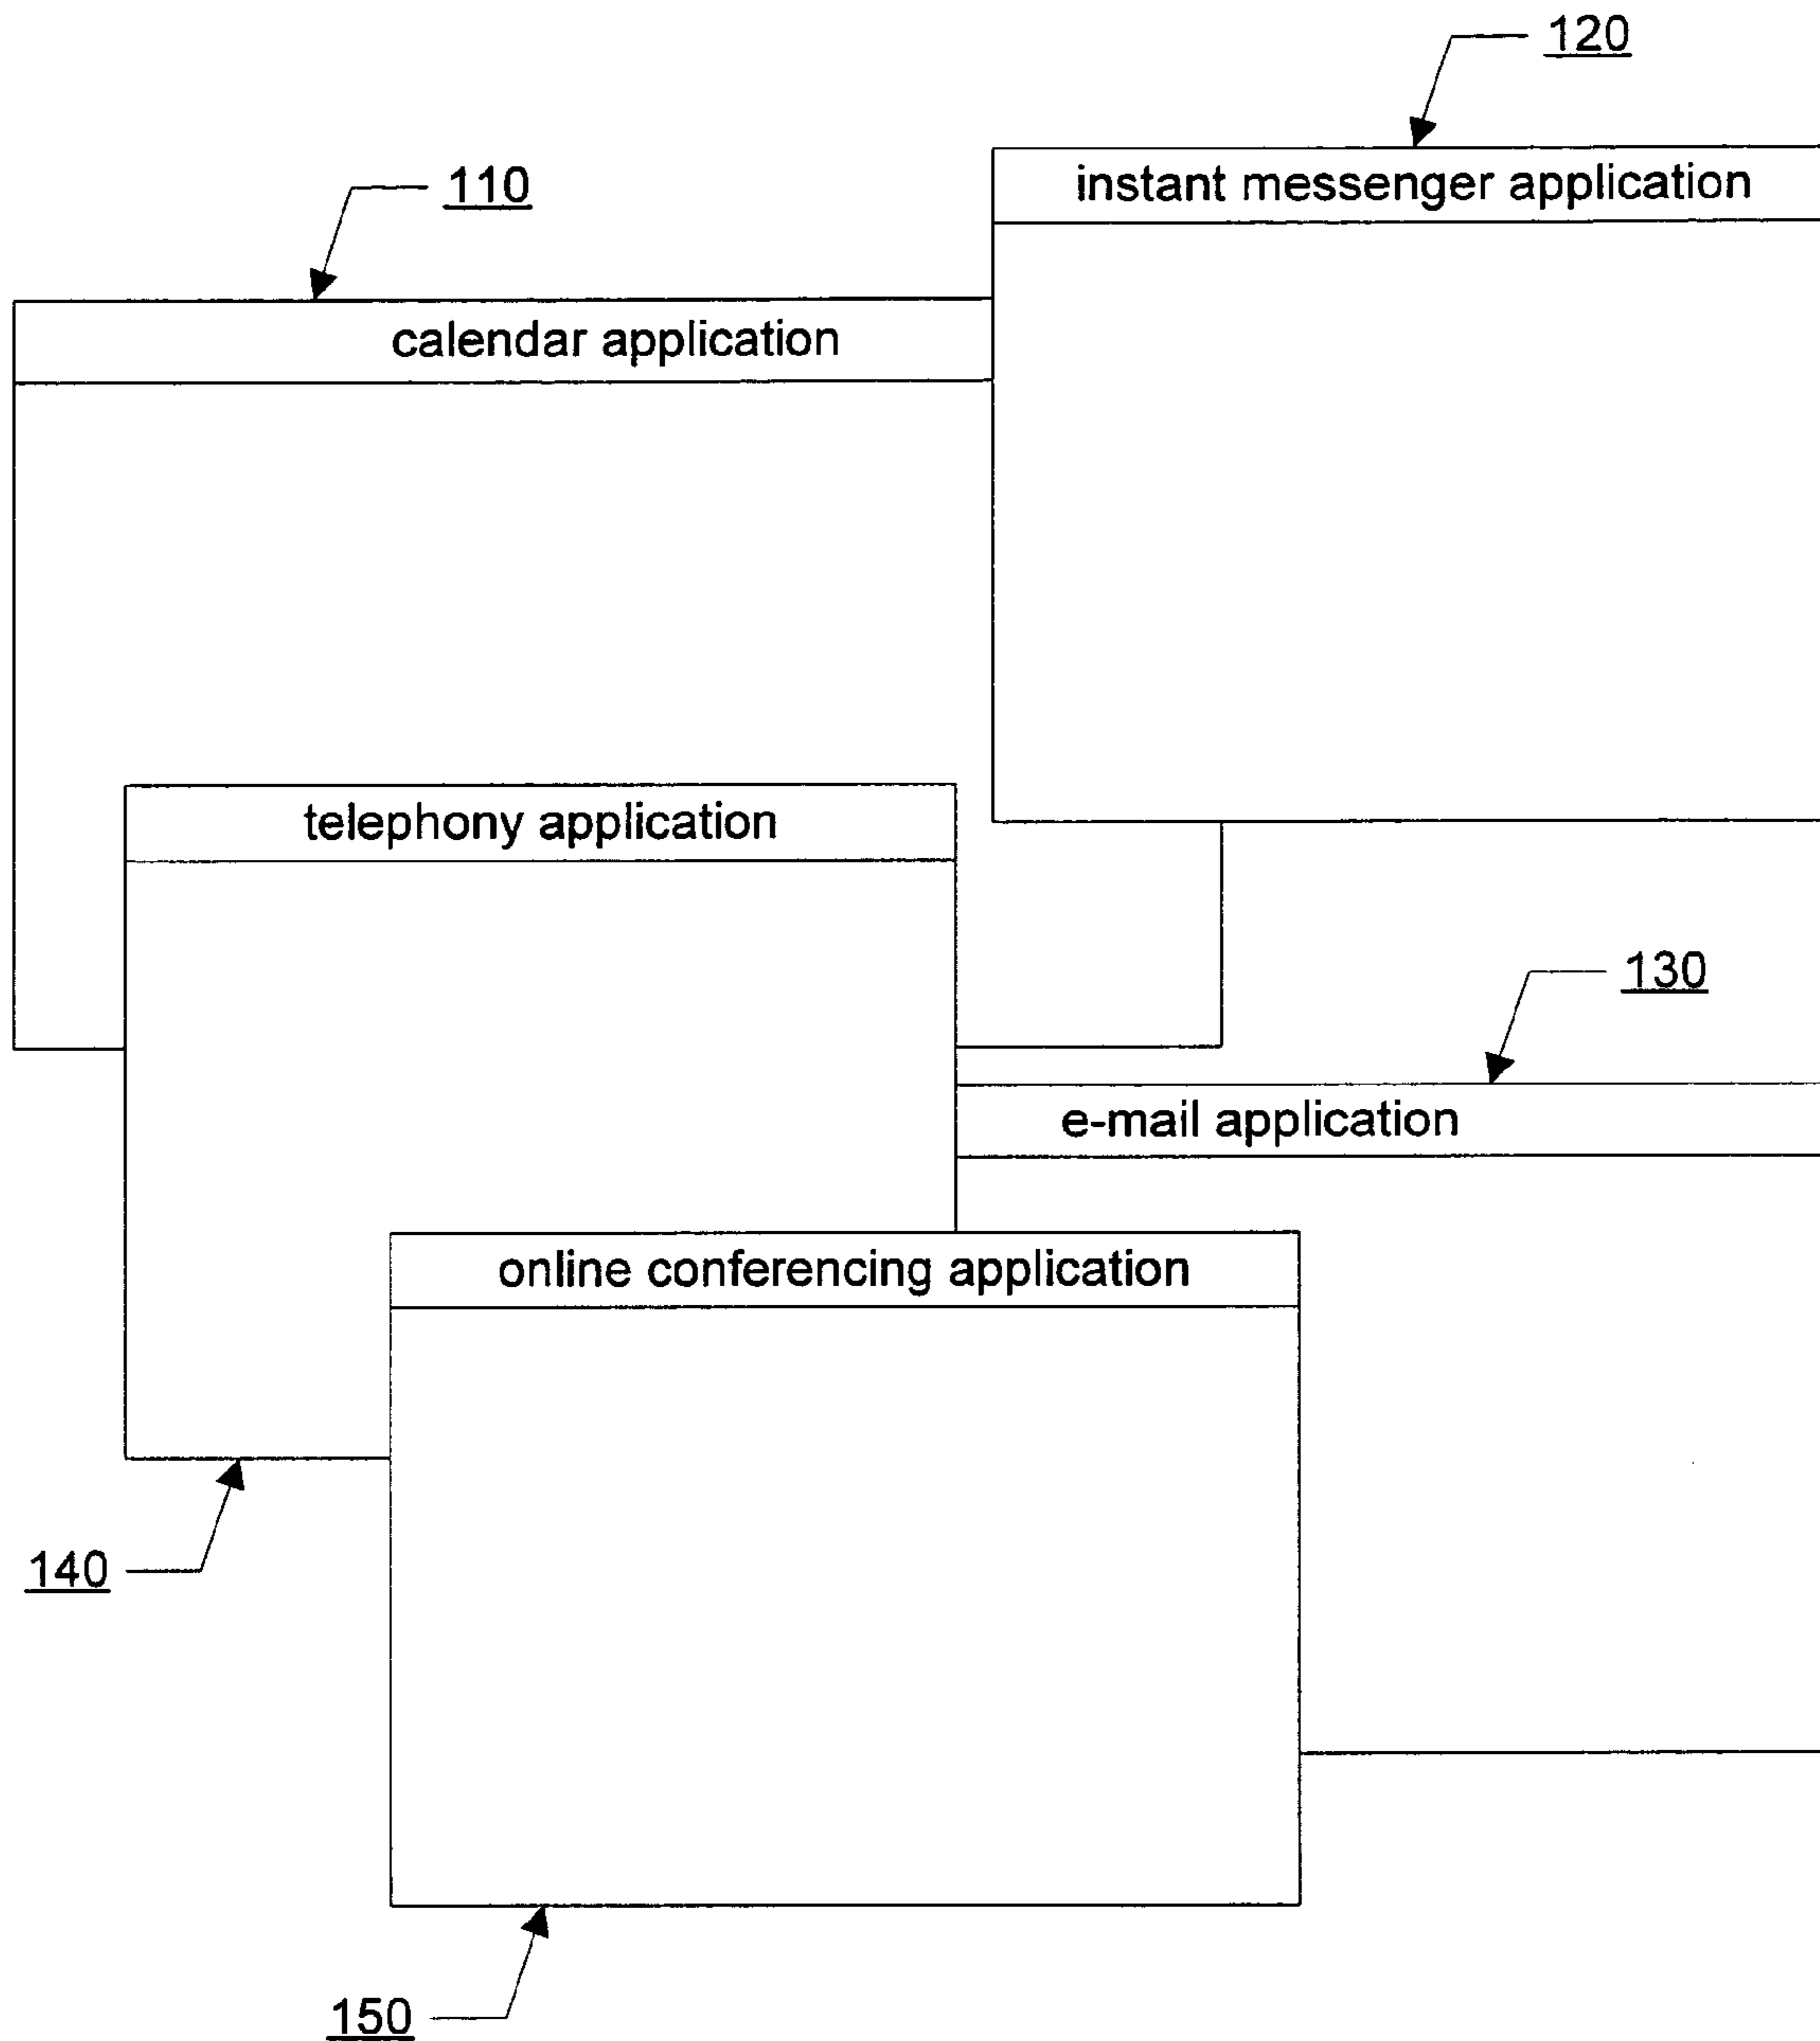 120
instant messenger application
110
calendar application
telephony application
130
e-mail application
online conferencing application
140
150